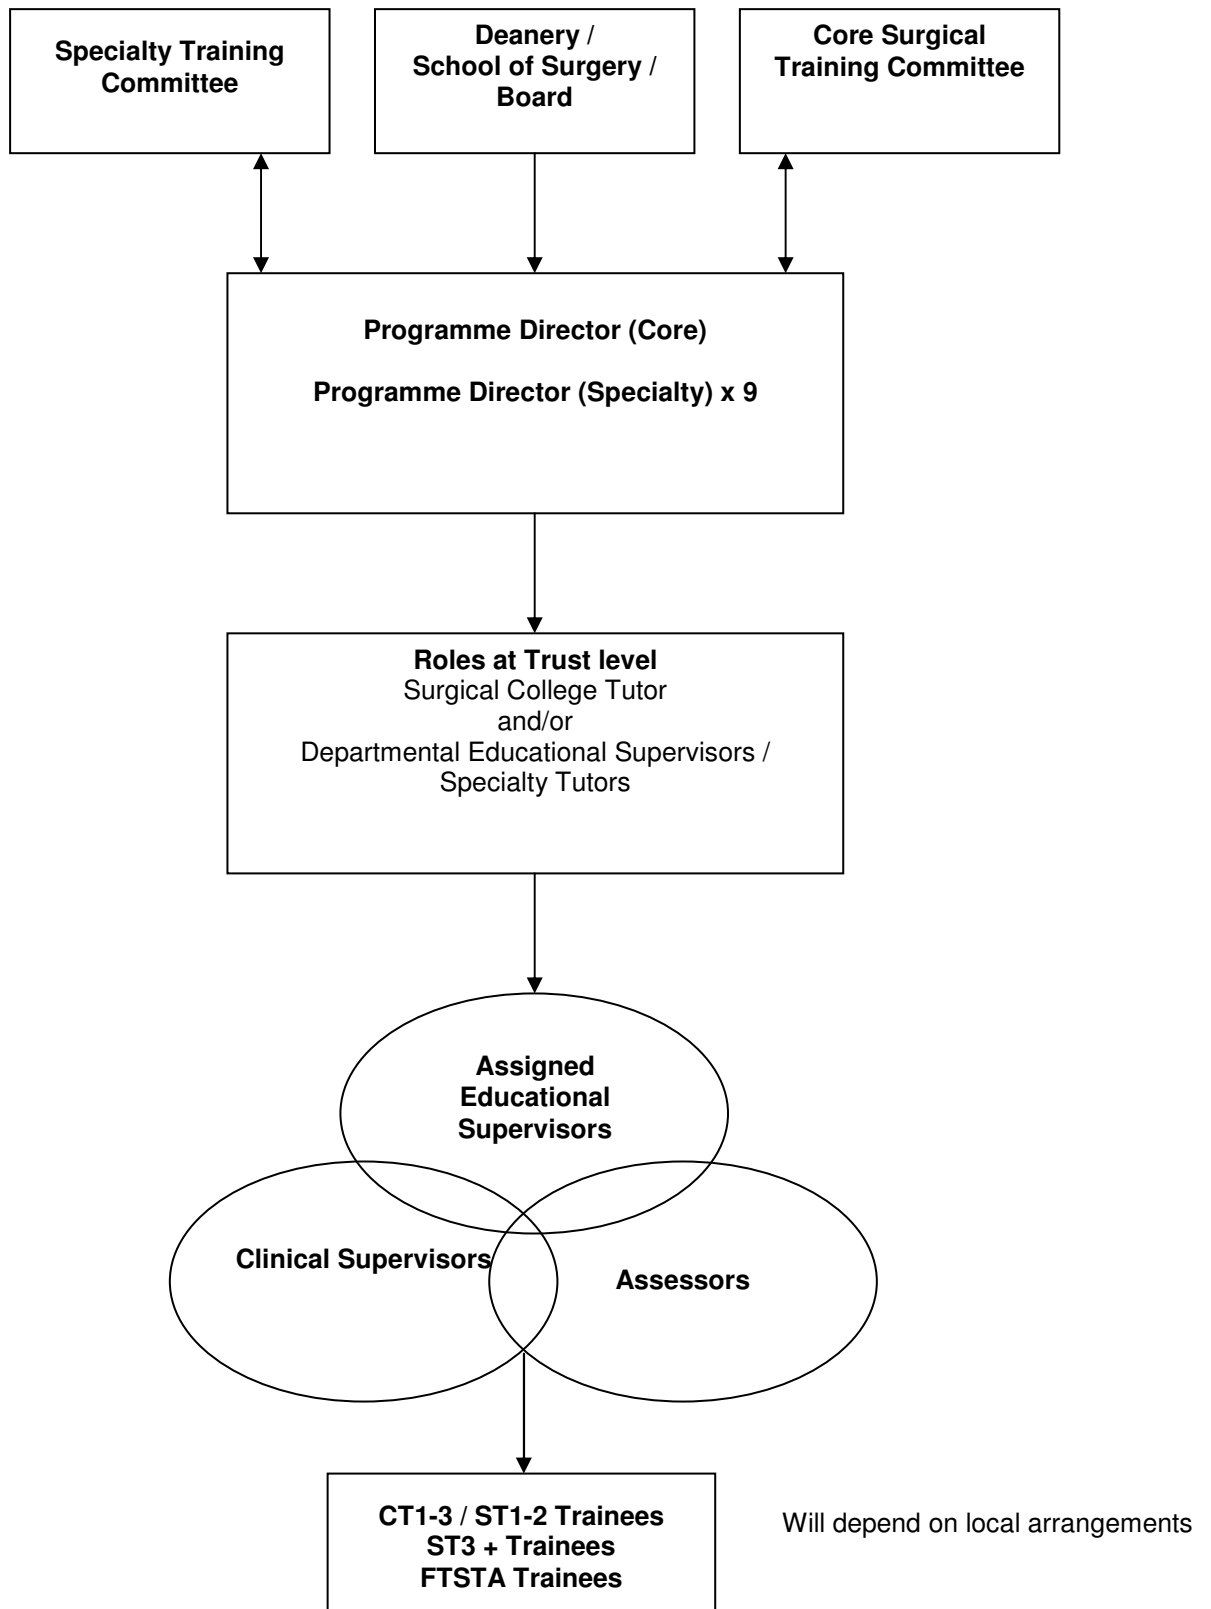 Specialty Training
Committee
Deanery /
School of Surgery /
Board
Core Surgical
Training Committee
Programme Director (Core)
Programme Director (Specialty) x 9
Roles at Trust level
Surgical College Tutor
and/or
Departmental Educational Supervisors /
Specialty Tutors
Assigned
Educational
Supervisors
Clinical Supervisors
Assessors
CT1-3 / ST1-2 Trainees
ST3 + Trainees
FTSTA Trainees
Will depend on local arrangements